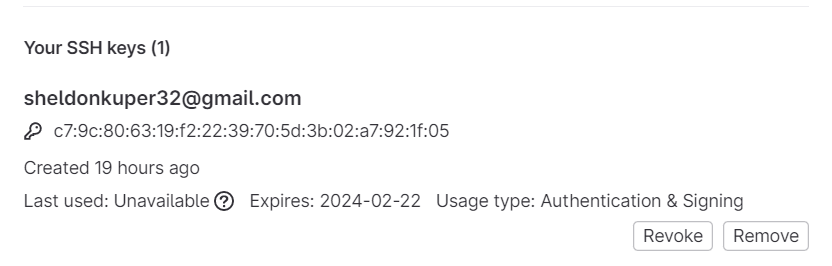 Your SSH keys (1)
sheldonkuper32@gmail.com
c7:9c:80:63:19:f2:22:39:70:5d:3b:02:a7:92:1f:05
Created 19 hours ago
Last used: Unavailable ? Expires: 2024-02-22 Usage type: Authentication & Signing
Revoke Remove